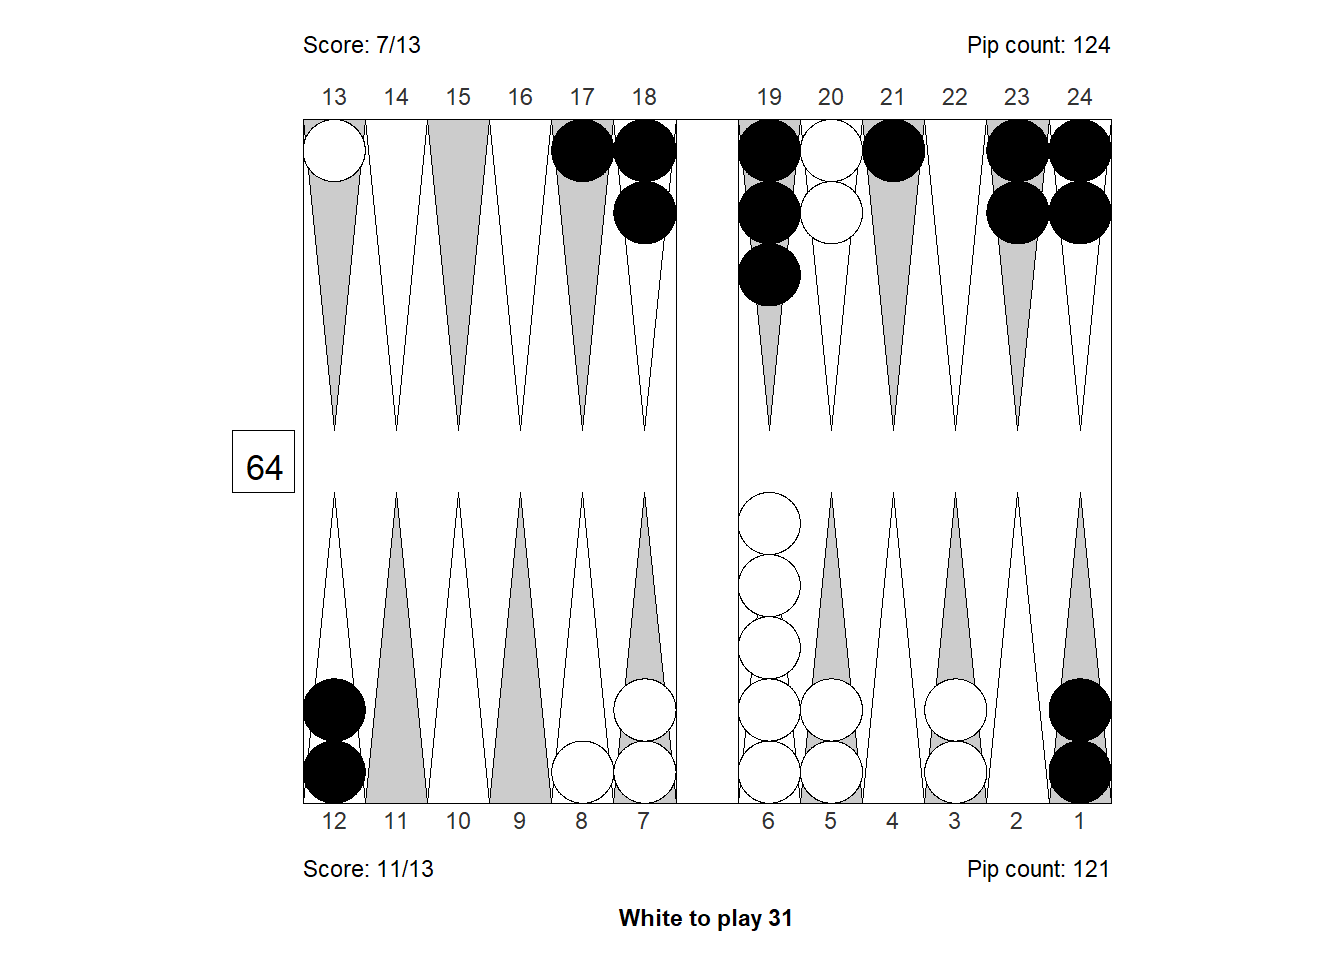 Score: 7/13 Pip count: 124
13 14 15 16 17 18 19 20 21 22 23 24
64
12 11 10 9 8 7 6 5 4 3 2 1
Score: 11/13 Pip count: 121
White to play 31